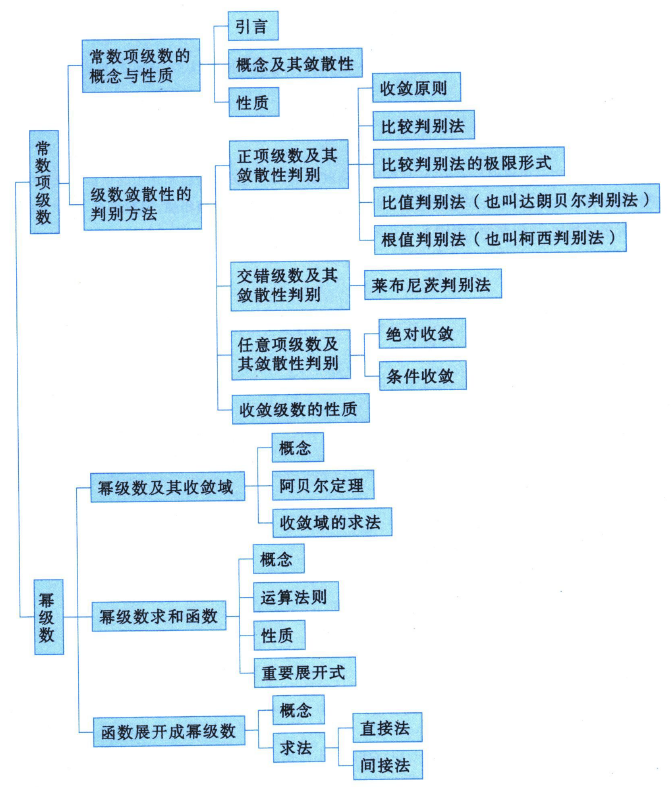 常数项级数
常数项级数的
概念与性质
引言
概念及其敛散性
性质
级数敛散性的
判别方法
正项级数及其
敛散性判别
收敛原则
比较判别法
比较判别法的极限形式
比值判别法（也叫达朗贝尔判别法）
根值判别法（也叫柯西判别法）
交错级数及其
敛散性判别
莱布尼茨判别法
任意项级数及
其敛散性判别
绝对收敛
条件收敛
收敛级数的性质
幂级数
幂级数及其收敛域
概念
阿贝尔定理
收敛域的求法
幂级数求和函数
概念
运算法则
性质
重要展开式
函数展开成幂级数
概念
求法
直接法
间接法